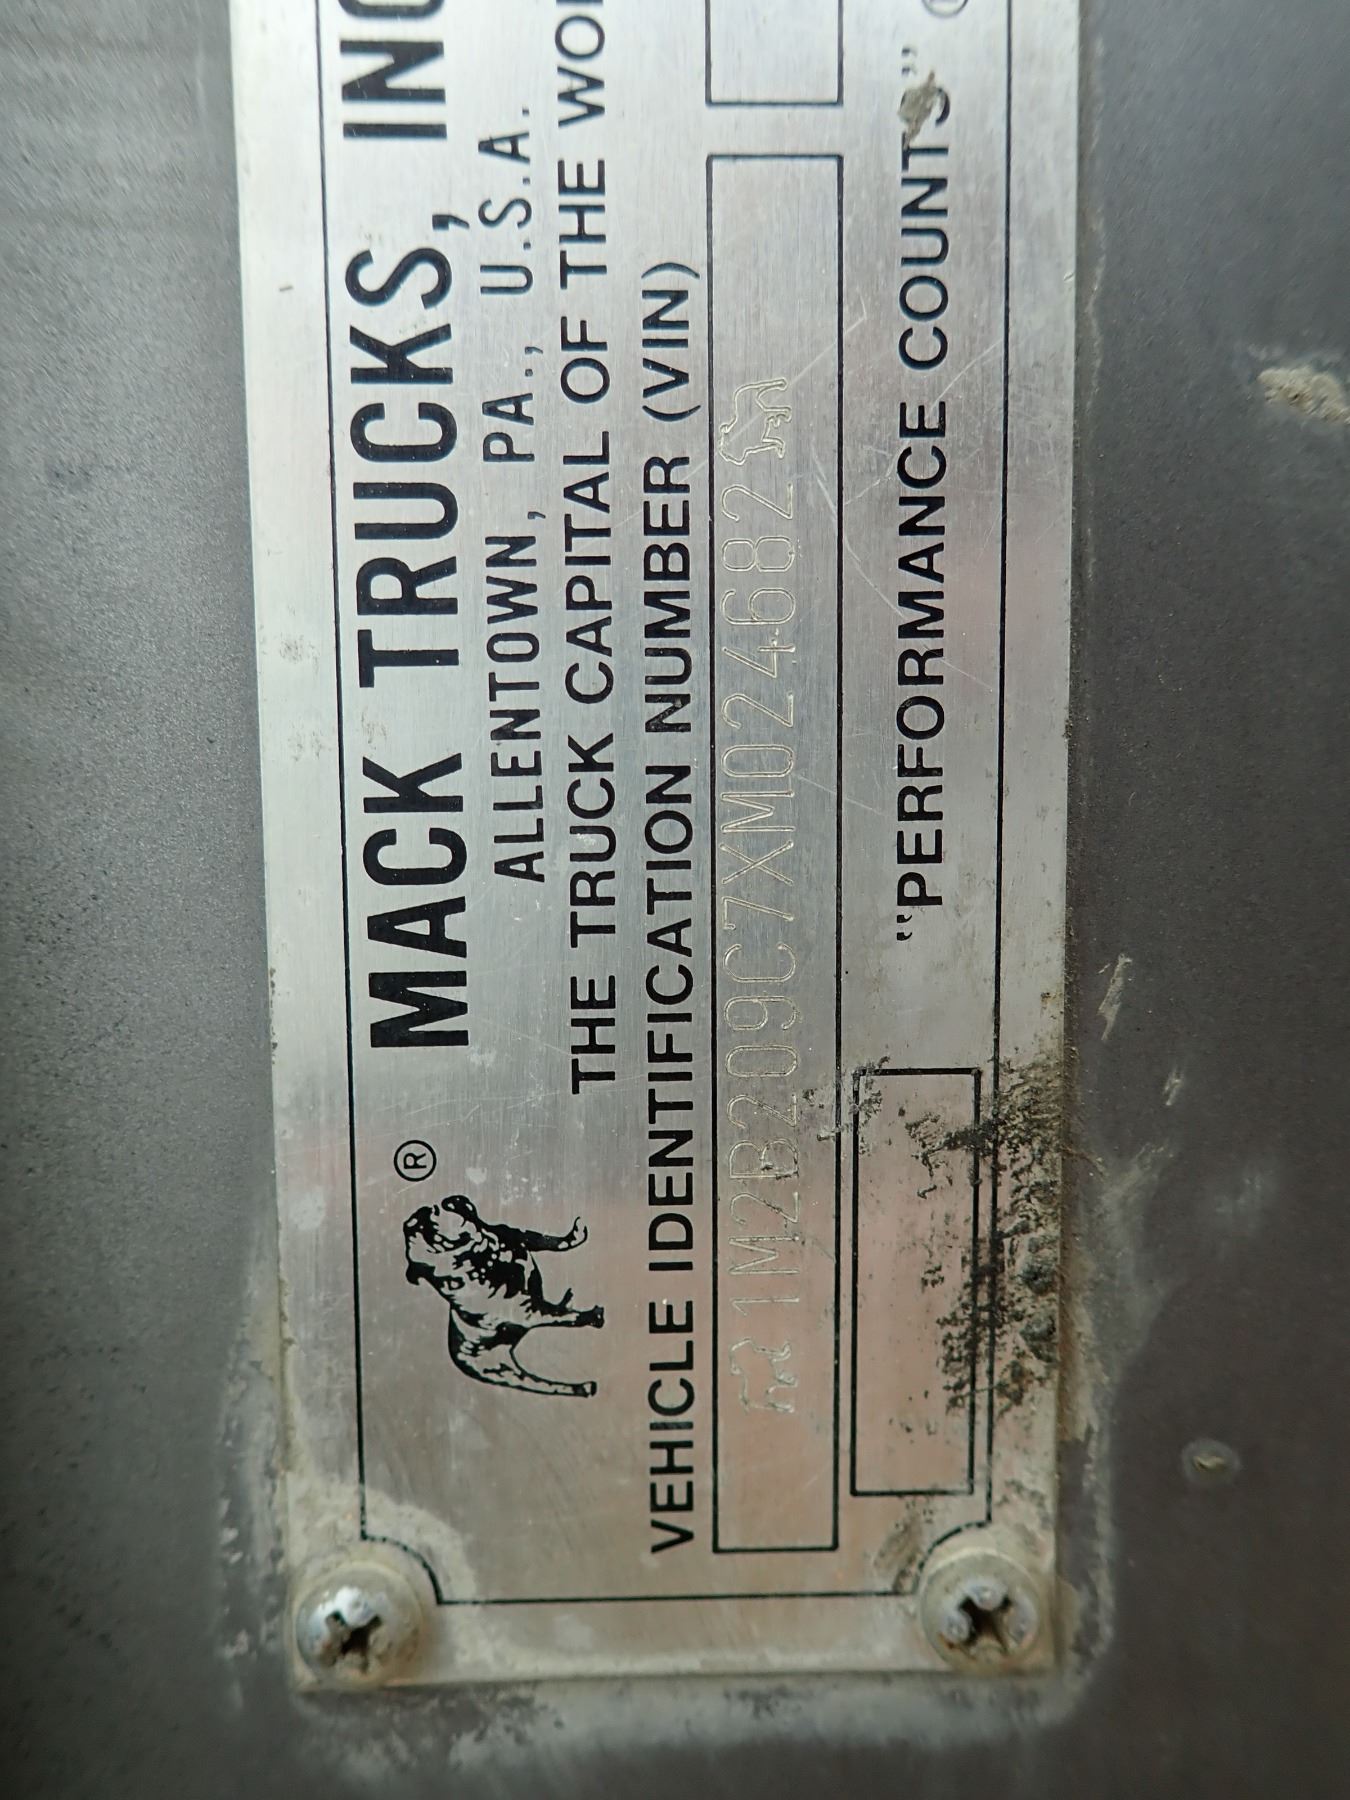 MACK TRUCKS, INC
®
ALLENTOWN, PA., U.S.A.
THE TRUCK CAPITAL OF THE WO
VEHICLE IDENTIFICATION NUMBER (VIN)
1M2B209C7XM024682
"PERFORMANCE COUNTS"